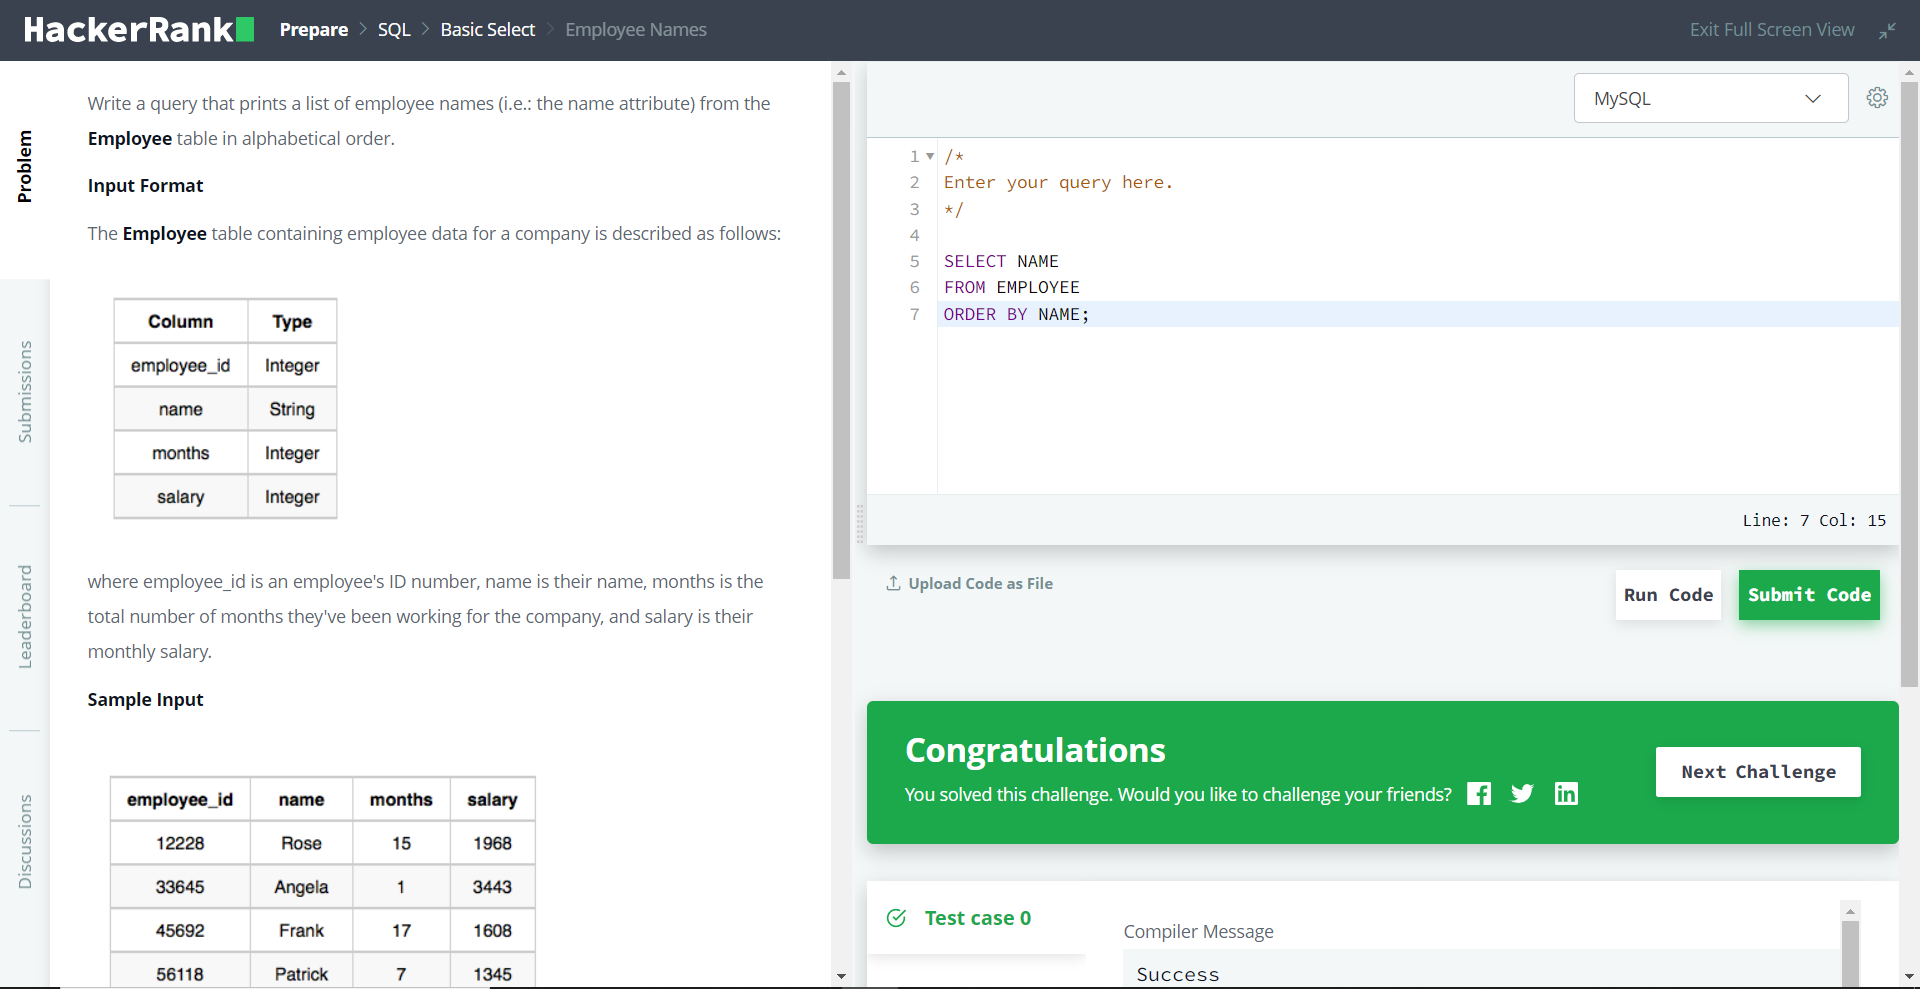 HackerRank Prepare > SQL > Basic Select > Employee Names Exit Full Screen View
Problem
Submissions
Leaderboard
Discussions
Write a query that prints a list of employee names (i.e.: the name attribute) from the
Employee table in alphabetical order.
Input Format
The Employee table containing employee data for a company is described as follows:
Column Type
employee_id Integer
name String
months Integer
salary Integer
where employee_id is an employee's ID number, name is their name, months is the
total number of months they've been working for the company, and salary is their
monthly salary.
Sample Input
employee_id name months salary
12228 Rose 15 1968
33645 Angela 1 3443
45692 Frank 17 1608
56118 Patrick 7 1345
MySQL
1 /*
2 Enter your query here.
3 */
4
5 SELECT NAME
6 FROM EMPLOYEE
7 ORDER BY NAME;
Line: 7 Col: 15
Upload Code as File
Run Code
Submit Code
Congratulations
You solved this challenge. Would you like to challenge your friends?
Next Challenge
Test case 0
Compiler Message
Success